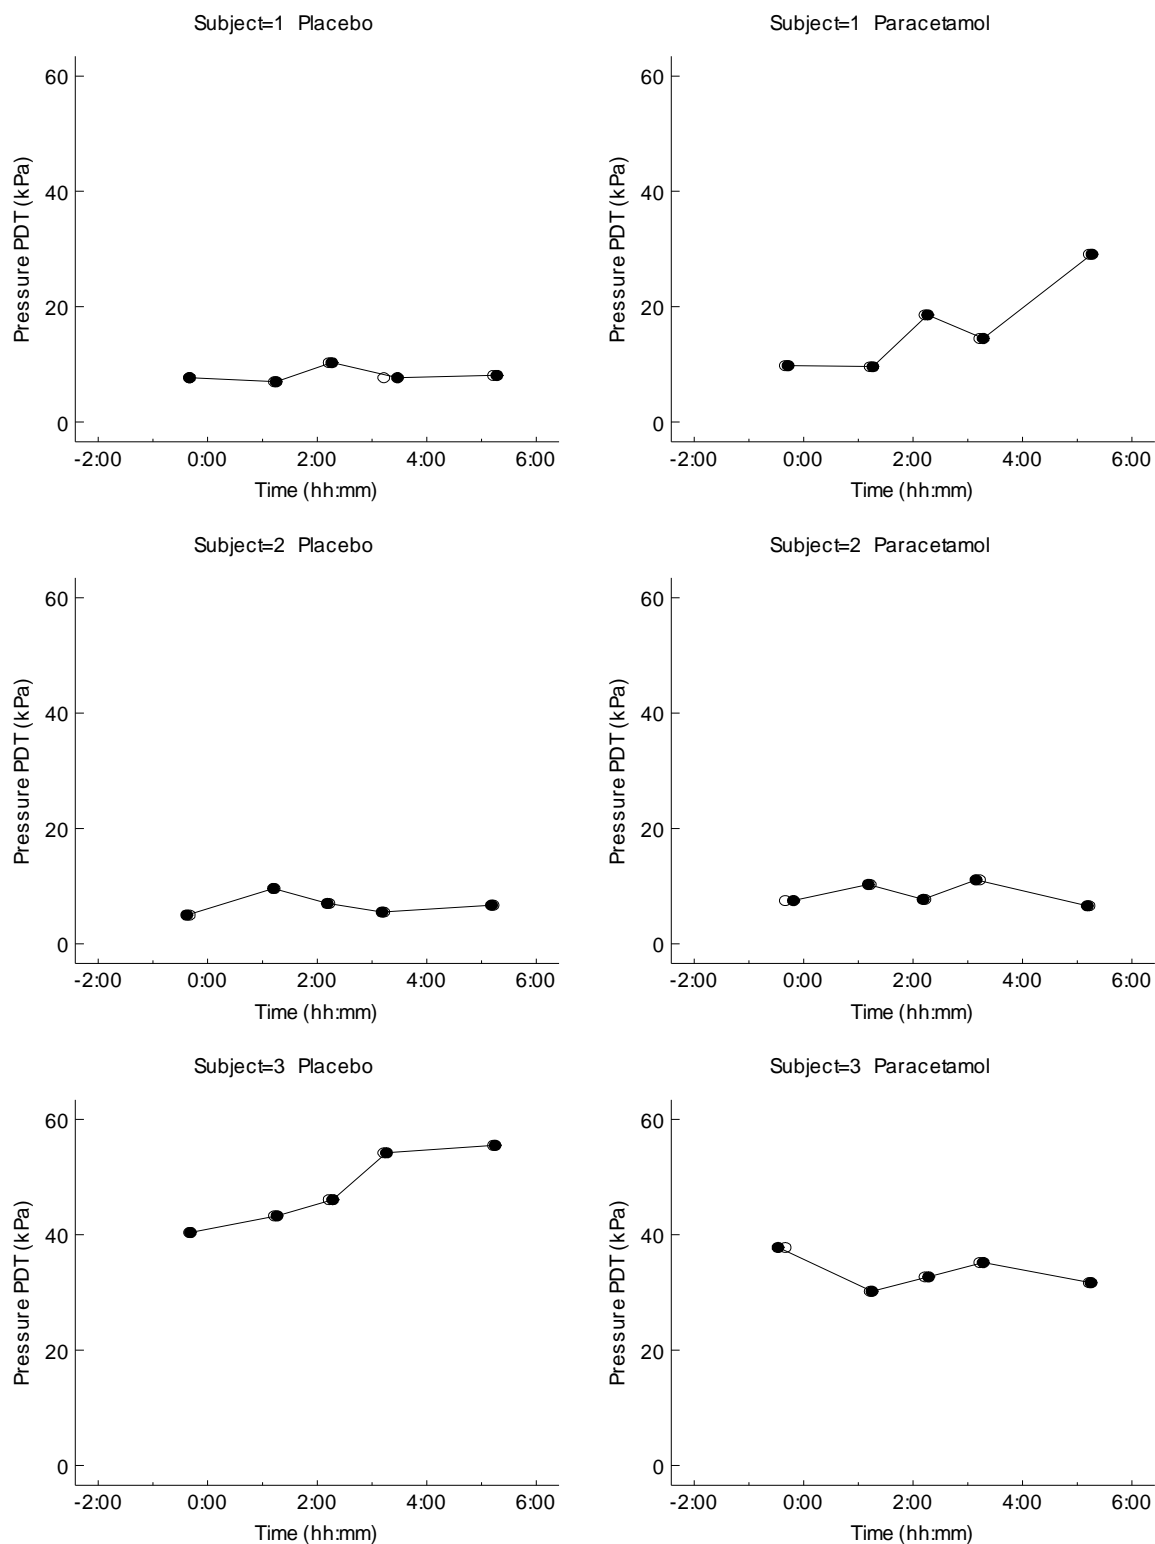 Subject=1 Placebo
Pressure PDT (kPa)
60
40
20
0
-2:00 0:00 2:00 4:00 6:00
Time (hh:mm)
Subject=1 Paracetamol
Pressure PDT (kPa)
60
40
20
0
-2:00 0:00 2:00 4:00 6:00
Time (hh:mm)
Subject=2 Placebo
Pressure PDT (kPa)
60
40
20
0
-2:00 0:00 2:00 4:00 6:00
Time (hh:mm)
Subject=2 Paracetamol
Pressure PDT (kPa)
60
40
20
0
-2:00 0:00 2:00 4:00 6:00
Time (hh:mm)
Subject=3 Placebo
Pressure PDT (kPa)
60
40
20
0
-2:00 0:00 2:00 4:00 6:00
Time (hh:mm)
Subject=3 Paracetamol
Pressure PDT (kPa)
60
40
20
0
-2:00 0:00 2:00 4:00 6:00
Time (hh:mm)